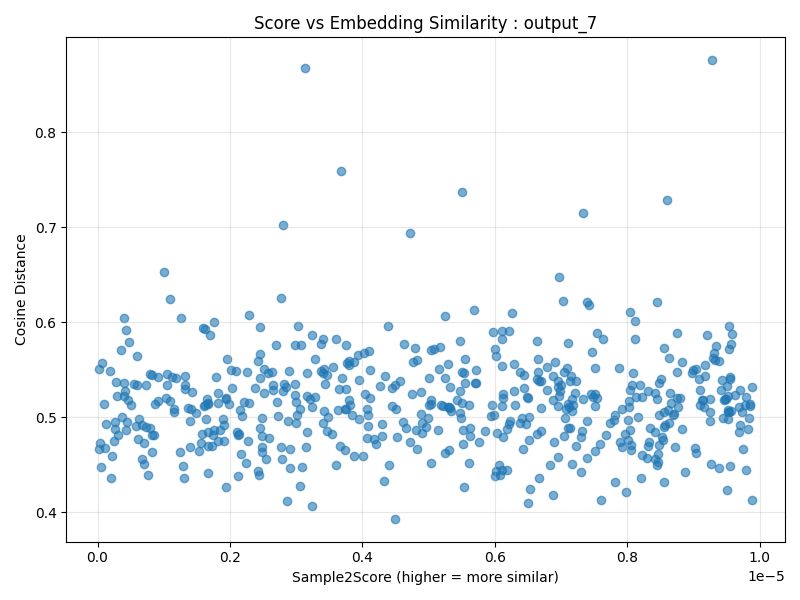 Score vs Embedding Similarity : output_7
Cosine Distance
0.8
0.7
0.6
0.5
0.4
0.0 0.2 0.4 0.6 0.8 1.0
Sample2Score (higher = more similar)
1e−5